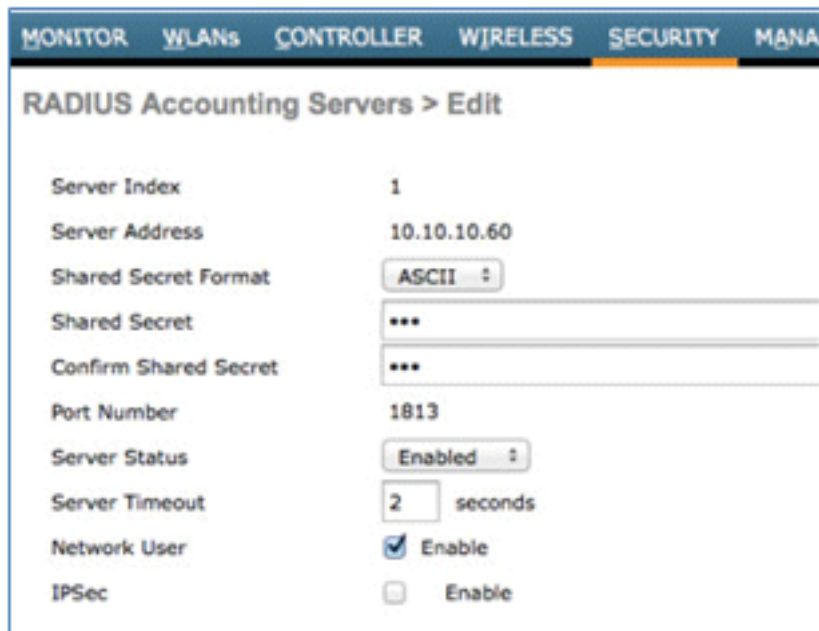 MONITOR WLANs CONTROLLER WIRELESS SECURITY MANA
RADIUS Accounting Servers > Edit
Server Index 1
Server Address 10.10.10.60
Shared Secret Format ASCII
Shared Secret •••
Confirm Shared Secret •••
Port Number 1813
Server Status Enabled
Server Timeout 2 seconds
Network User Enable
IPSec Enable